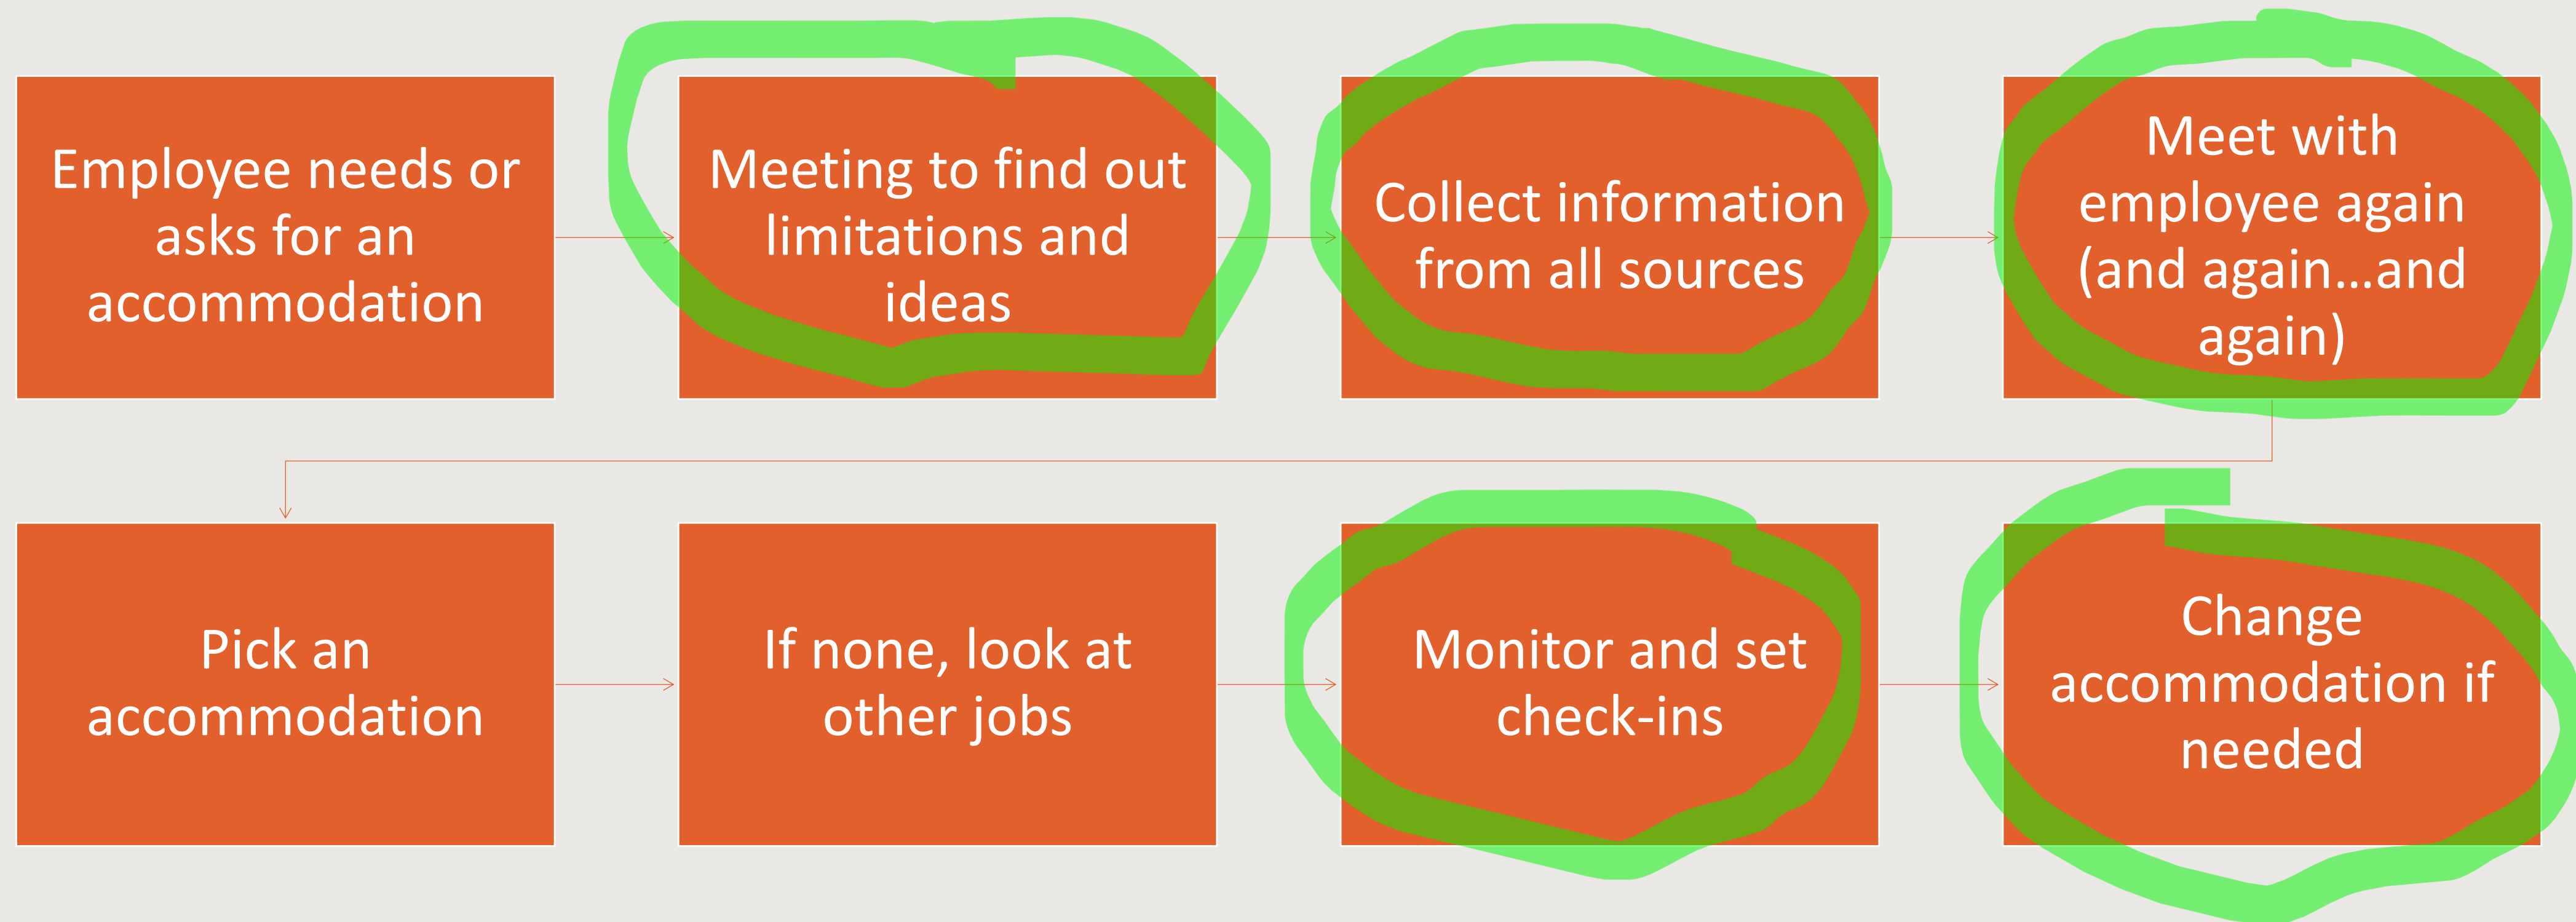 Employee needs or
asks for an
accommodation
Meeting to find out
limitations and
ideas
Collect information
from all sources
Meet with
employee again
(and again…and
again)
Pick an
accommodation
If none, look at
other jobs
Monitor and set
check-ins
Change
accommodation if
needed